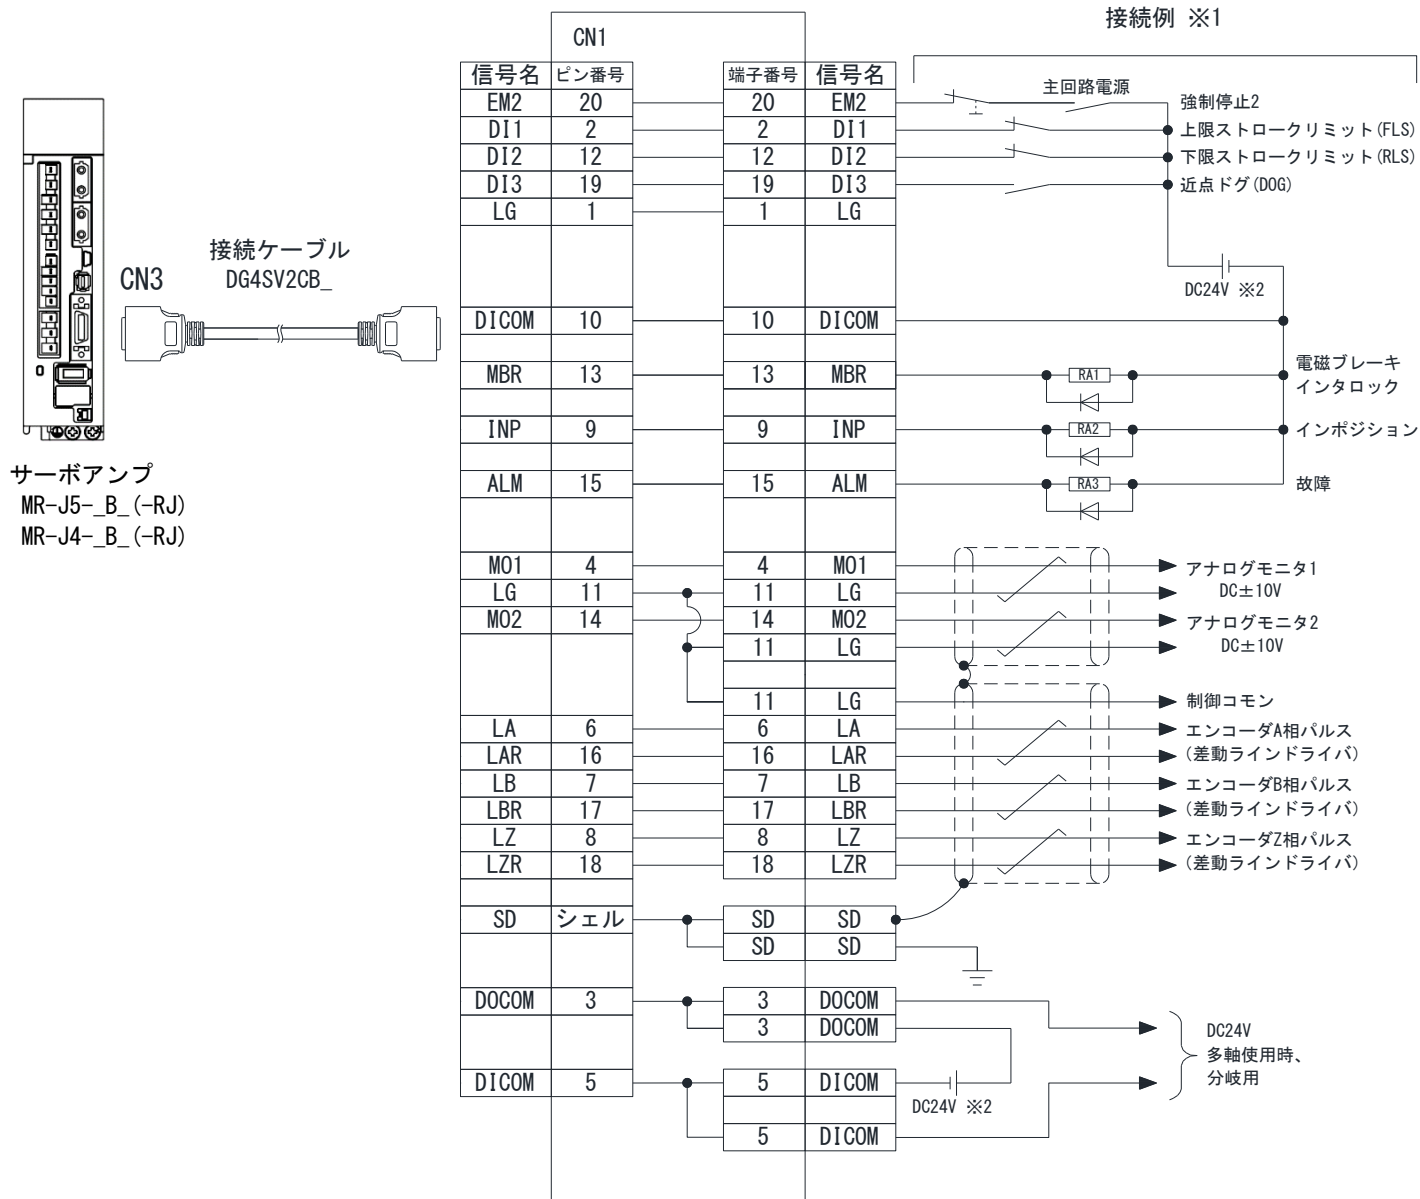 接続例 ※1
CN1
信号名 ピン番号 端子番号 信号名
EM2 20 20 EM2 主回路電源 強制停止2
DI1 2 2 DI1 上限ストロークリミット(FLS)
DI2 12 12 DI2 下限ストロークリミット(RLS)
DI3 19 19 DI3 近点ドグ(DOG)
LG 1 1 LG
接続ケーブル
DG4SV2CB_
CN3
DC24V ※2
DICOM 10 10 DICOM
MBR 13 13 MBR RA1 電磁ブレーキ
インタロック
INP 9 9 INP RA2 インポジション
ALM 15 15 ALM RA3 故障
サーボアンプ
MR-J5-_B_(-RJ)
MR-J4-_B_(-RJ)
MO1 4 4 MO1 アナログモニタ1
LG 11 11 LG DC±10V
MO2 14 14 MO2 アナログモニタ2
11 LG DC±10V
11 LG 制御コモン
LA 6 6 LA エンコーダA相パルス
LAR 16 16 LAR (差動ラインドライバ)
LB 7 7 LB エンコーダB相パルス
LBR 17 17 LBR (差動ラインドライバ)
LZ 8 8 LZ エンコーダZ相パルス
LZR 18 18 LZR (差動ラインドライバ)
SD シェル SD SD
SD SD
DOCOM 3 3 DOCOM
3 DOCOM
DC24V
多軸使用時、
分岐用
DICOM 5 5 DICOM
DC24V ※2
5 DICOM